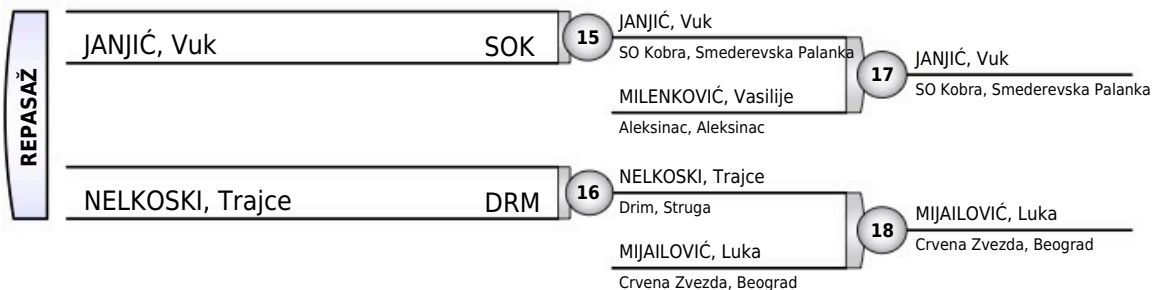 REPASAŽ
JANJIĆ, Vuk SOK
15
JANJIĆ, Vuk
SO Kobra, Smederevska Palanka
MILENKOVIĆ, Vasilije
Aleksinac, Aleksinac
17
JANJIĆ, Vuk
SO Kobra, Smederevska Palanka
NELKOSKI, Trajce DRM
16
NELKOSKI, Trajce
Drim, Struga
MIJAILOVIĆ, Luka
Crvena Zvezda, Beograd
18
MIJAILOVIĆ, Luka
Crvena Zvezda, Beograd